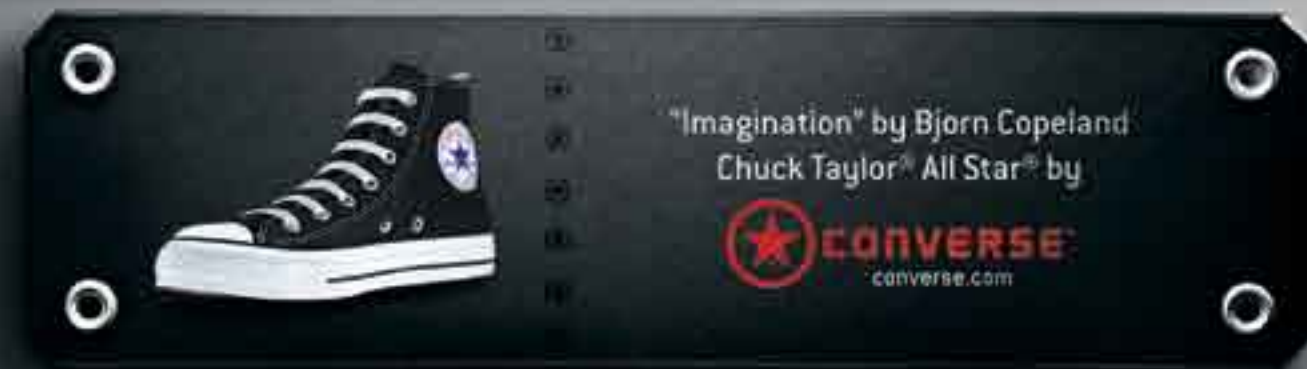 "Imagination" by Bjorn Copeland
Chuck Taylor® All Star® by
CONVERSE
converse.com